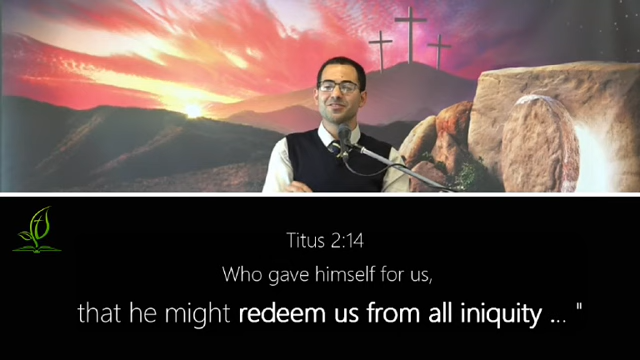 Titus 2:14
Who gave himself for us,
that he might redeem us from all iniquity ... "